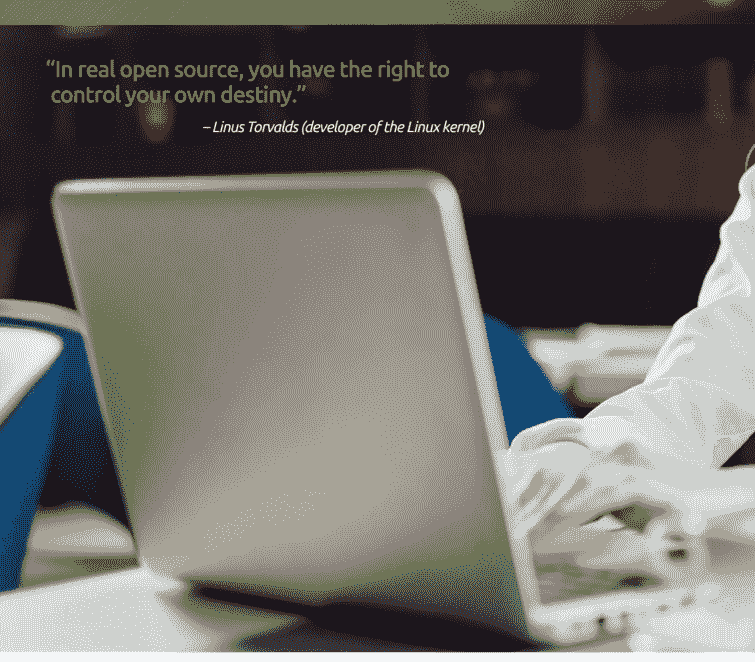 “In real open source, you have the right to
control your own destiny.”
– Linus Torvalds (developer of the Linux kernel)